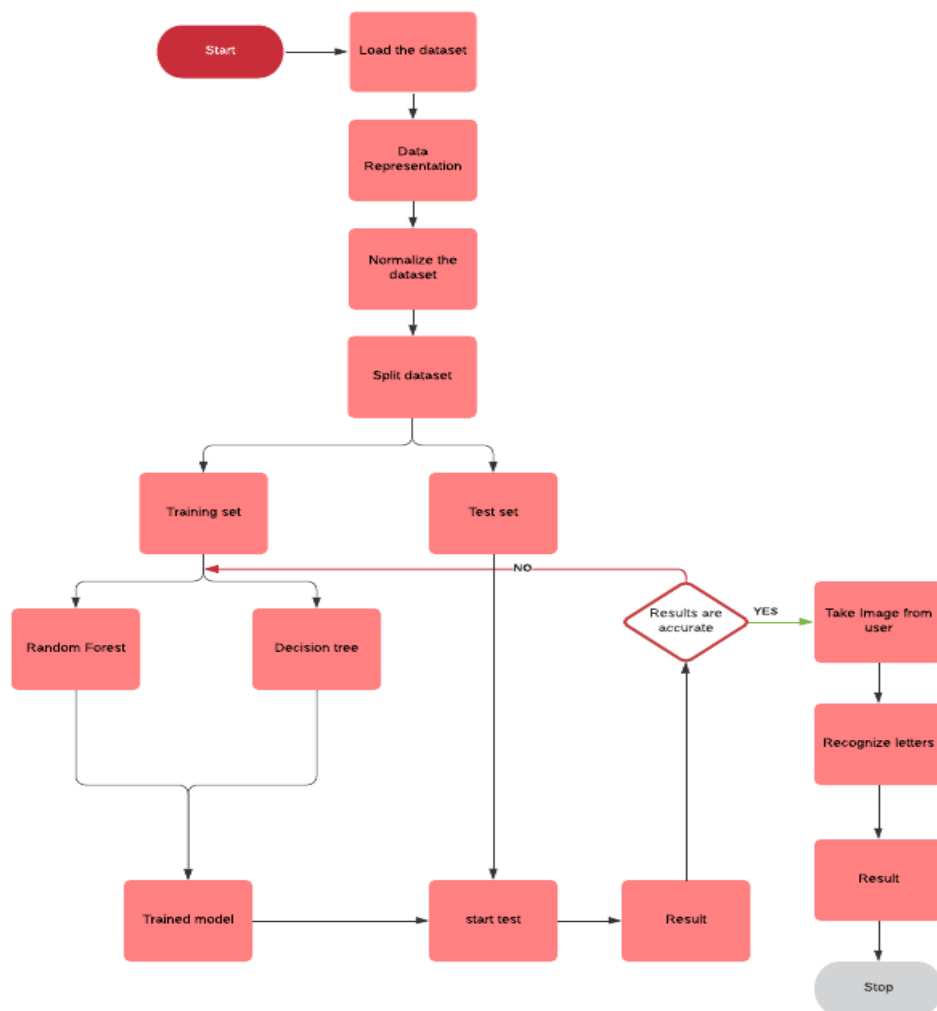 Start
Load the dataset
Data
Representation
Normalize the
dataset
Split dataset
Training set
Test set
NO
Results are
accurate
YES
Take Image from
user
Random Forest
Decision tree
Recognize letters
Result
Trained model
start test
Result
Stop